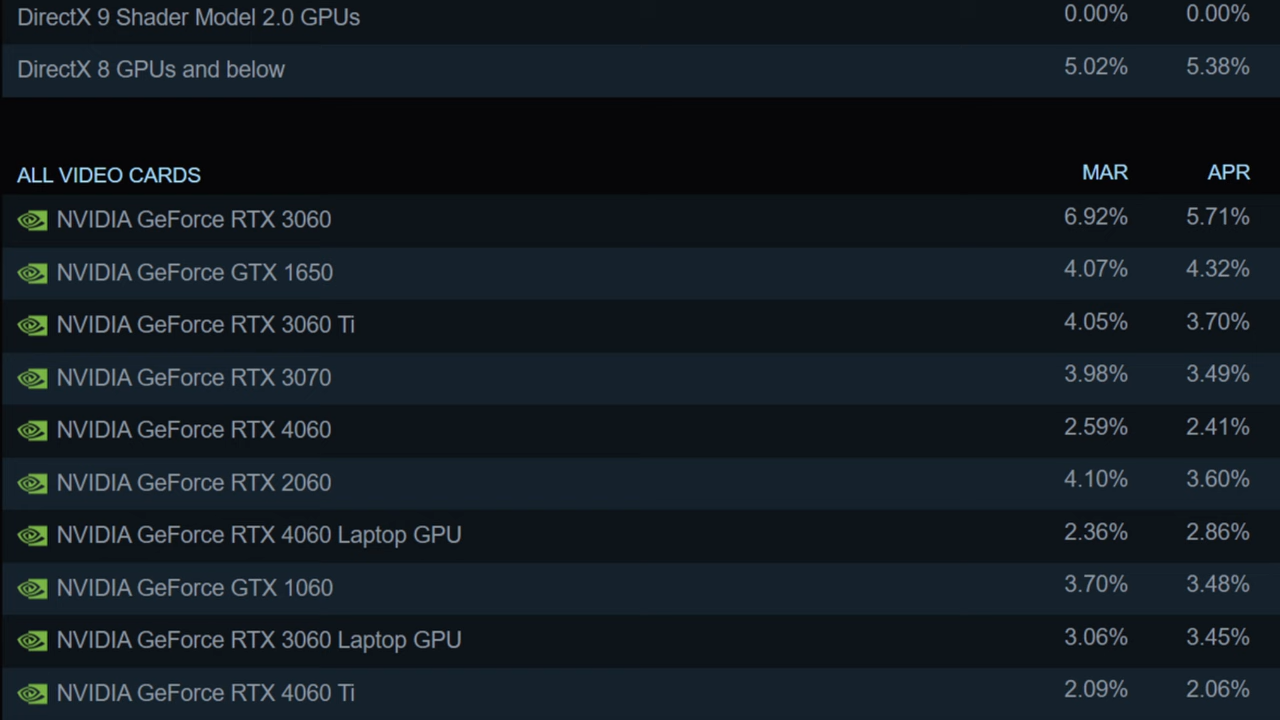 DirectX 9 Shader Model 2.0 GPUs 0.00% 0.00%
DirectX 8 GPUs and below 5.02% 5.38%
ALL VIDEO CARDS MAR APR
NVIDIA GeForce RTX 3060 6.92% 5.71%
NVIDIA GeForce GTX 1650 4.07% 4.32%
NVIDIA GeForce RTX 3060 Ti 4.05% 3.70%
NVIDIA GeForce RTX 3070 3.98% 3.49%
NVIDIA GeForce RTX 4060 2.59% 2.41%
NVIDIA GeForce RTX 2060 4.10% 3.60%
NVIDIA GeForce RTX 4060 Laptop GPU 2.36% 2.86%
NVIDIA GeForce GTX 1060 3.70% 3.48%
NVIDIA GeForce RTX 3060 Laptop GPU 3.06% 3.45%
NVIDIA GeForce RTX 4060 Ti 2.09% 2.06%